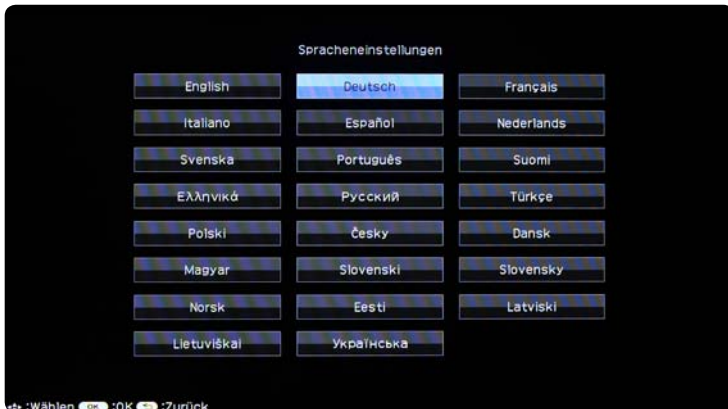 Spracheneinstellungen
English Deutsch Français
Italiano Español Nederlands
Svenska Português Suomi
Ελληνικά Русский Türkçe
Polski Česky Dansk
Magyar Slovenski Slovensky
Norsk Eesti Latviski
Lietuviškai Українська
:Wählen OK :OK :Zurück